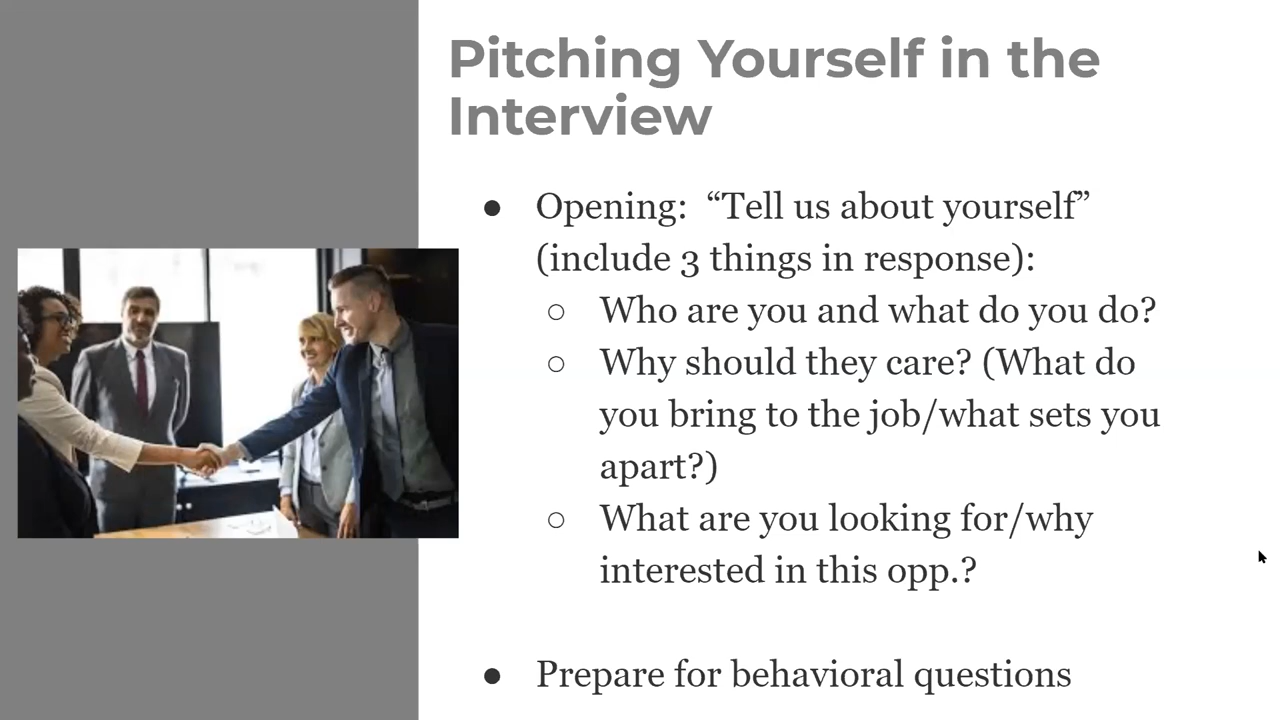 Pitching Yourself in the
Interview
● Opening:  “Tell us about yourself”
(include 3 things in response):
○ Who are you and what do you do?
○ Why should they care? (What do
you bring to the job/what sets you
apart?)
○ What are you looking for/why
interested in this opp.?
● Prepare for behavioral questions